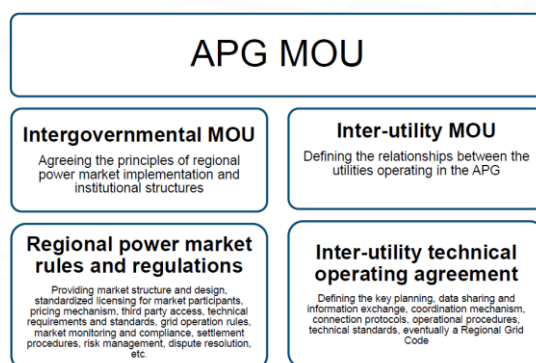 APG MOU
Intergovernmental MOU
Agreeing the principles of regional
power market implementation and
institutional structures
Inter-utility MOU
Defining the relationships between the
utilities operating in the APG
Regional power market
rules and regulations
Providing market structure and design,
standardized licensing for market participants,
pricing mechanism, third party access, technical
requirements and standards, grid operation rules,
market monitoring and compliance, settlement
procedures, risk management, dispute resolution,
etc.
Inter-utility technical
operating agreement
Defining the key planning, data sharing and
information exchange, coordination mechanism,
connection protocols, operational procedures,
technical standards, eventually a Regional Grid
Code